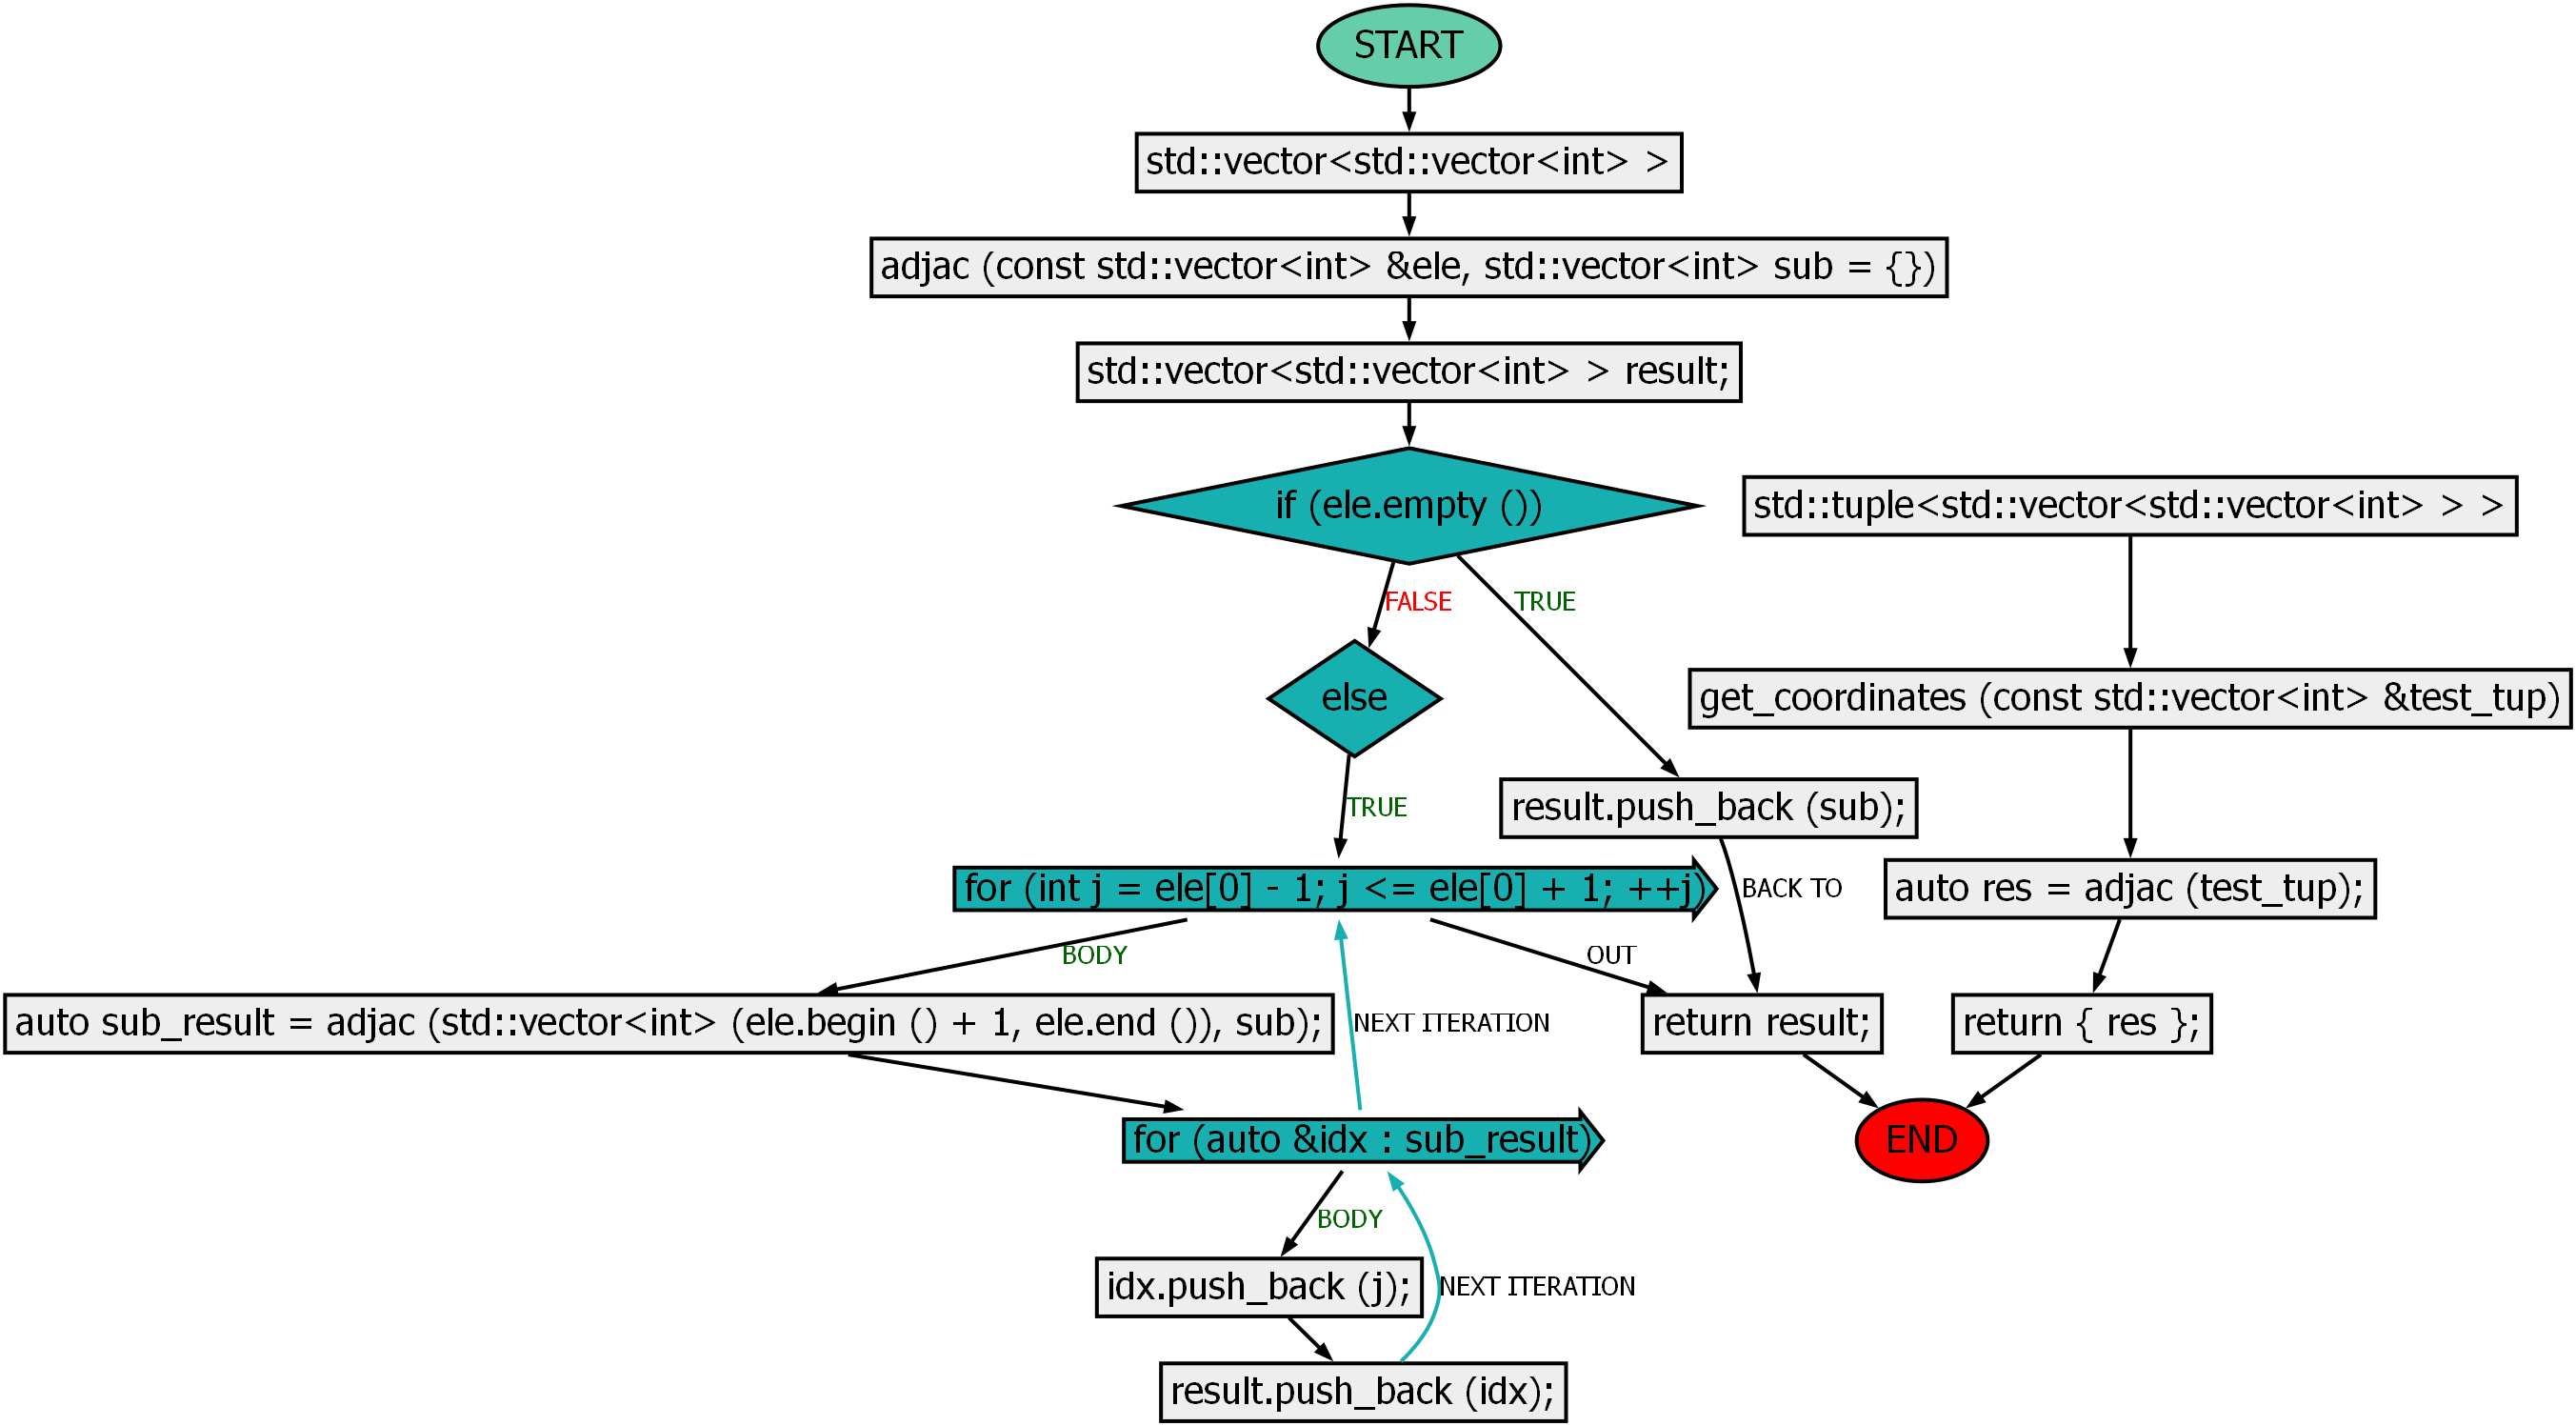 START
std::vector<std::vector<int> >
adjac (const std::vector<int> &ele, std::vector<int> sub = {})
std::vector<std::vector<int> > result;
if (ele.empty ())
std::tuple<std::vector<std::vector<int> > >
FALSE
TRUE
else
get_coordinates (const std::vector<int> &test_tup)
TRUE
result.push_back (sub);
for (int j = ele[0] - 1; j <= ele[0] + 1; ++j)
BACK TO
auto res = adjac (test_tup);
BODY
OUT
auto sub_result = adjac (std::vector<int> (ele.begin () + 1, ele.end ()), sub);
NEXT ITERATION
return result;
return { res };
for (auto &idx : sub_result)
END
BODY
idx.push_back (j);
NEXT ITERATION
result.push_back (idx);